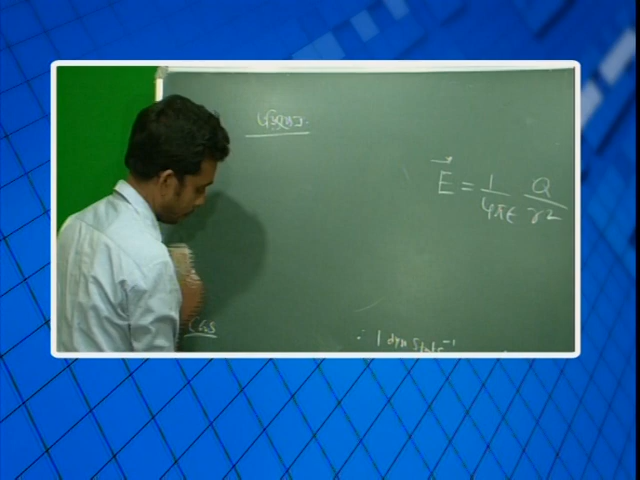 E⃗ = 1/4πε Q/r²
CGS
∴ 1 dyn Statc⁻¹